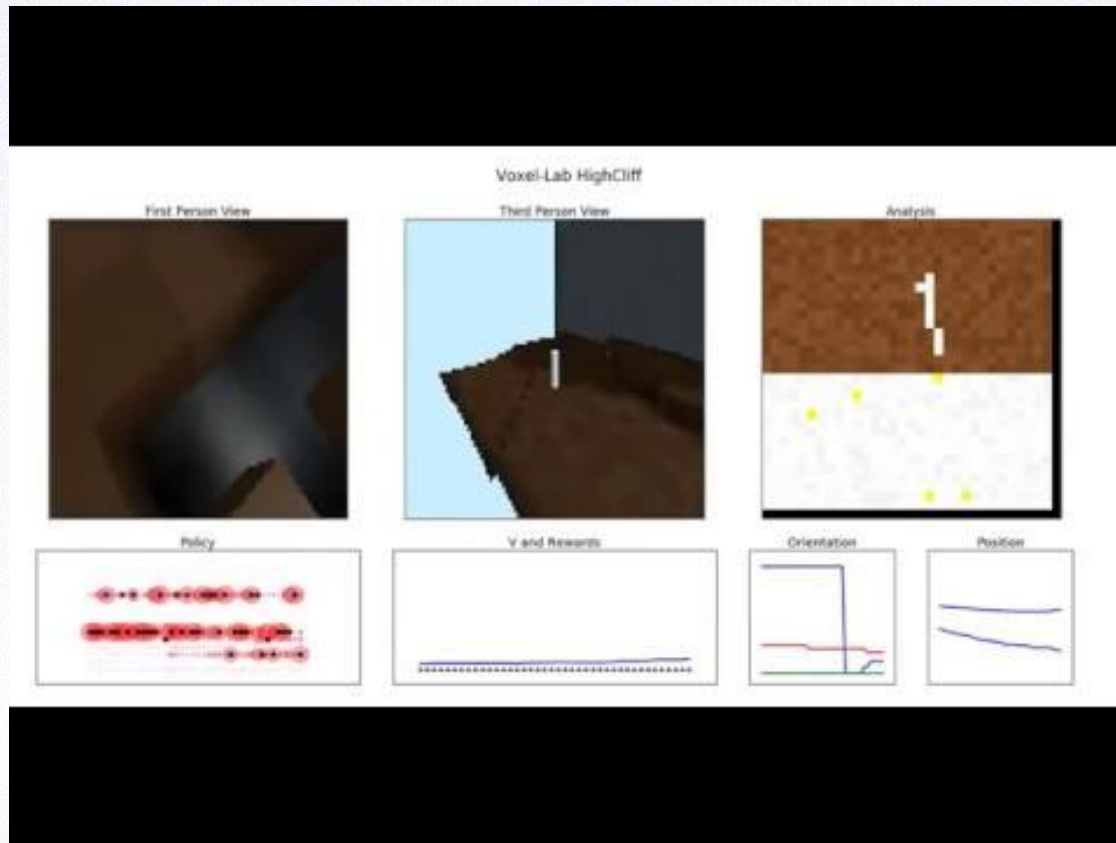 Voxel-Lab HighCliff
First Person View
Third Person View
Analysis
Policy
V and Rewards
Orientation
Position